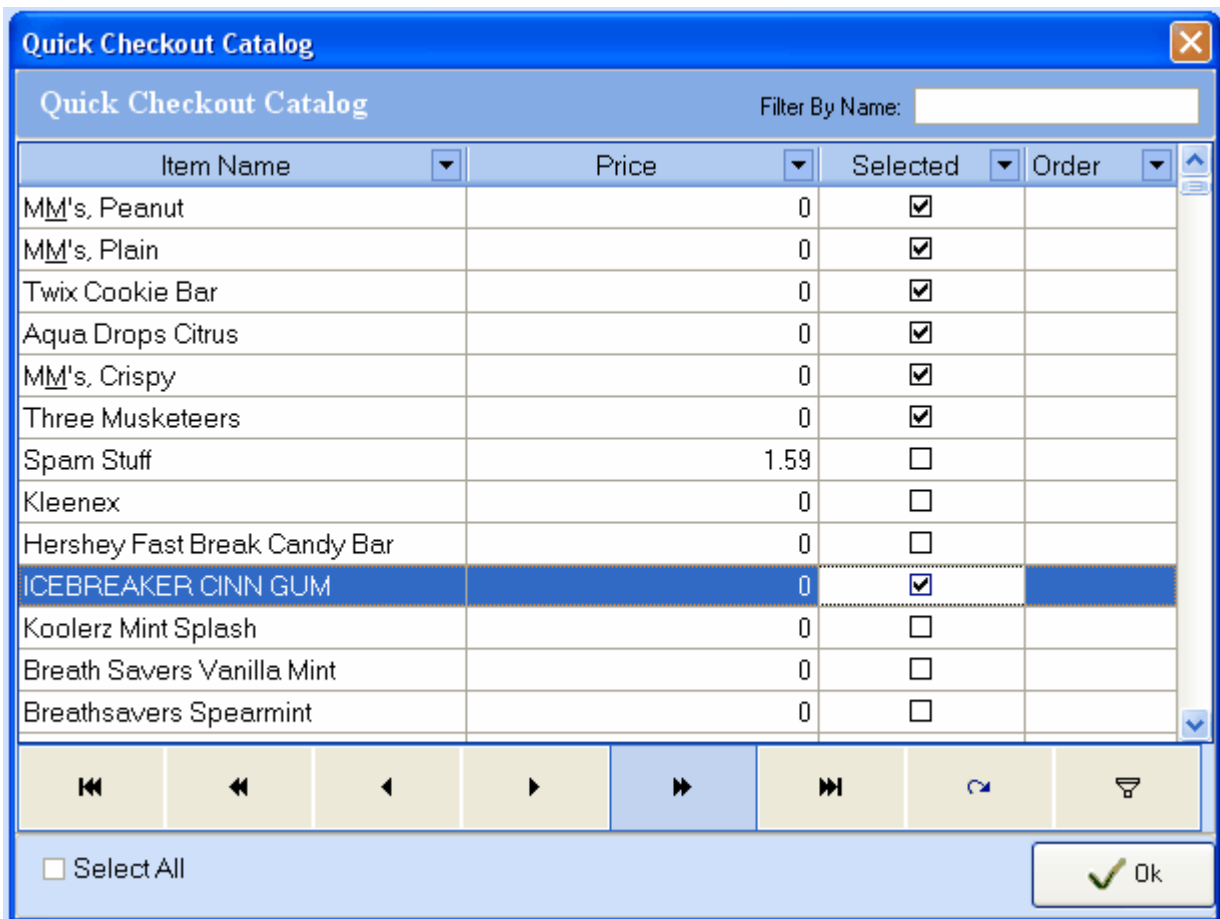 Quick Checkout Catalog
Quick Checkout Catalog Filter By Name:
Item Name Price Selected Order
MM's, Peanut 0
MM's, Plain 0
Twix Cookie Bar 0
Aqua Drops Citrus 0
MM's, Crispy 0
Three Musketeers 0
Spam Stuff 1.59
Kleenex 0
Hershey Fast Break Candy Bar 0
ICEBREAKER CINN GUM 0
Koolerz Mint Splash 0
Breath Savers Vanilla Mint 0
Breathsavers Spearmint 0
Select All Ok